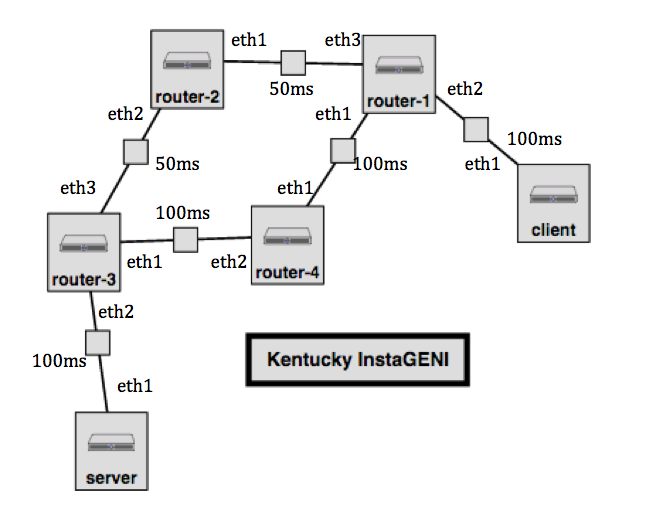 eth1
eth3
router-2
50ms
router-1
eth2
eth2
eth1
100ms
50ms
100ms
eth1
eth3
eth1
100ms
client
router-3
eth1
eth2
router-4
eth2
100ms
Kentucky InstaGENI
eth1
server